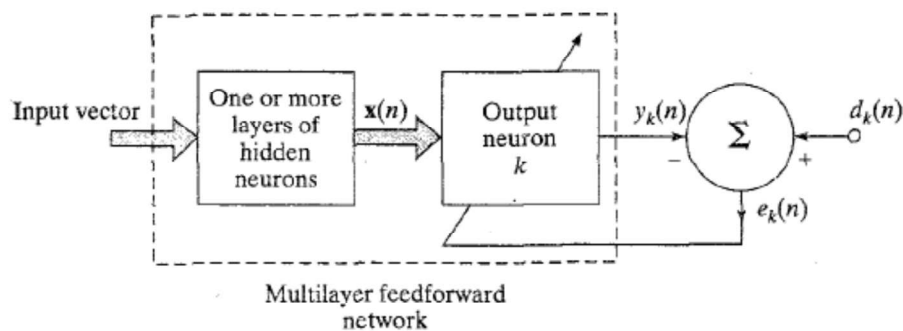 Input vector
One or more
layers of
hidden
neurons
x(n)
Output
neuron
k
yₖ(n)
−
Σ
+
dₖ(n)
eₖ(n)
Multilayer feedforward
network